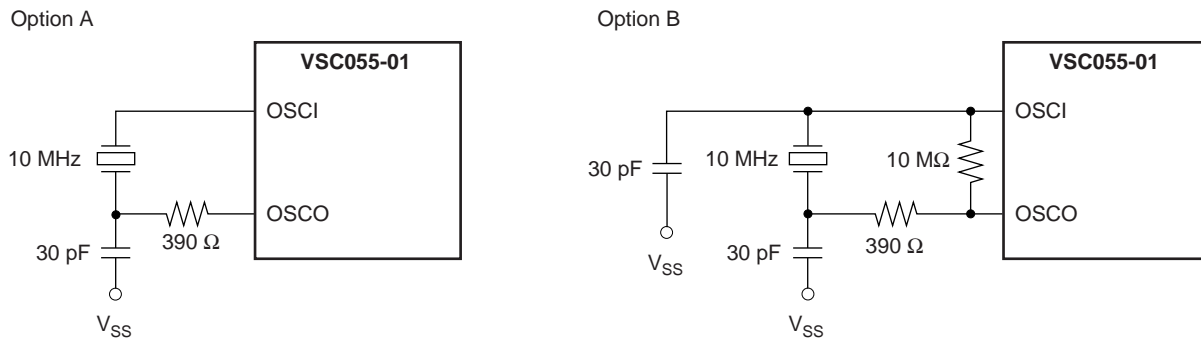 Option A
VSC055-01
OSCI
10 MHz
OSCO
390 Ω
30 pF
VSS
Option B
VSC055-01
OSCI
10 MHz
10 MΩ
30 pF
OSCO
390 Ω
VSS
30 pF
VSS